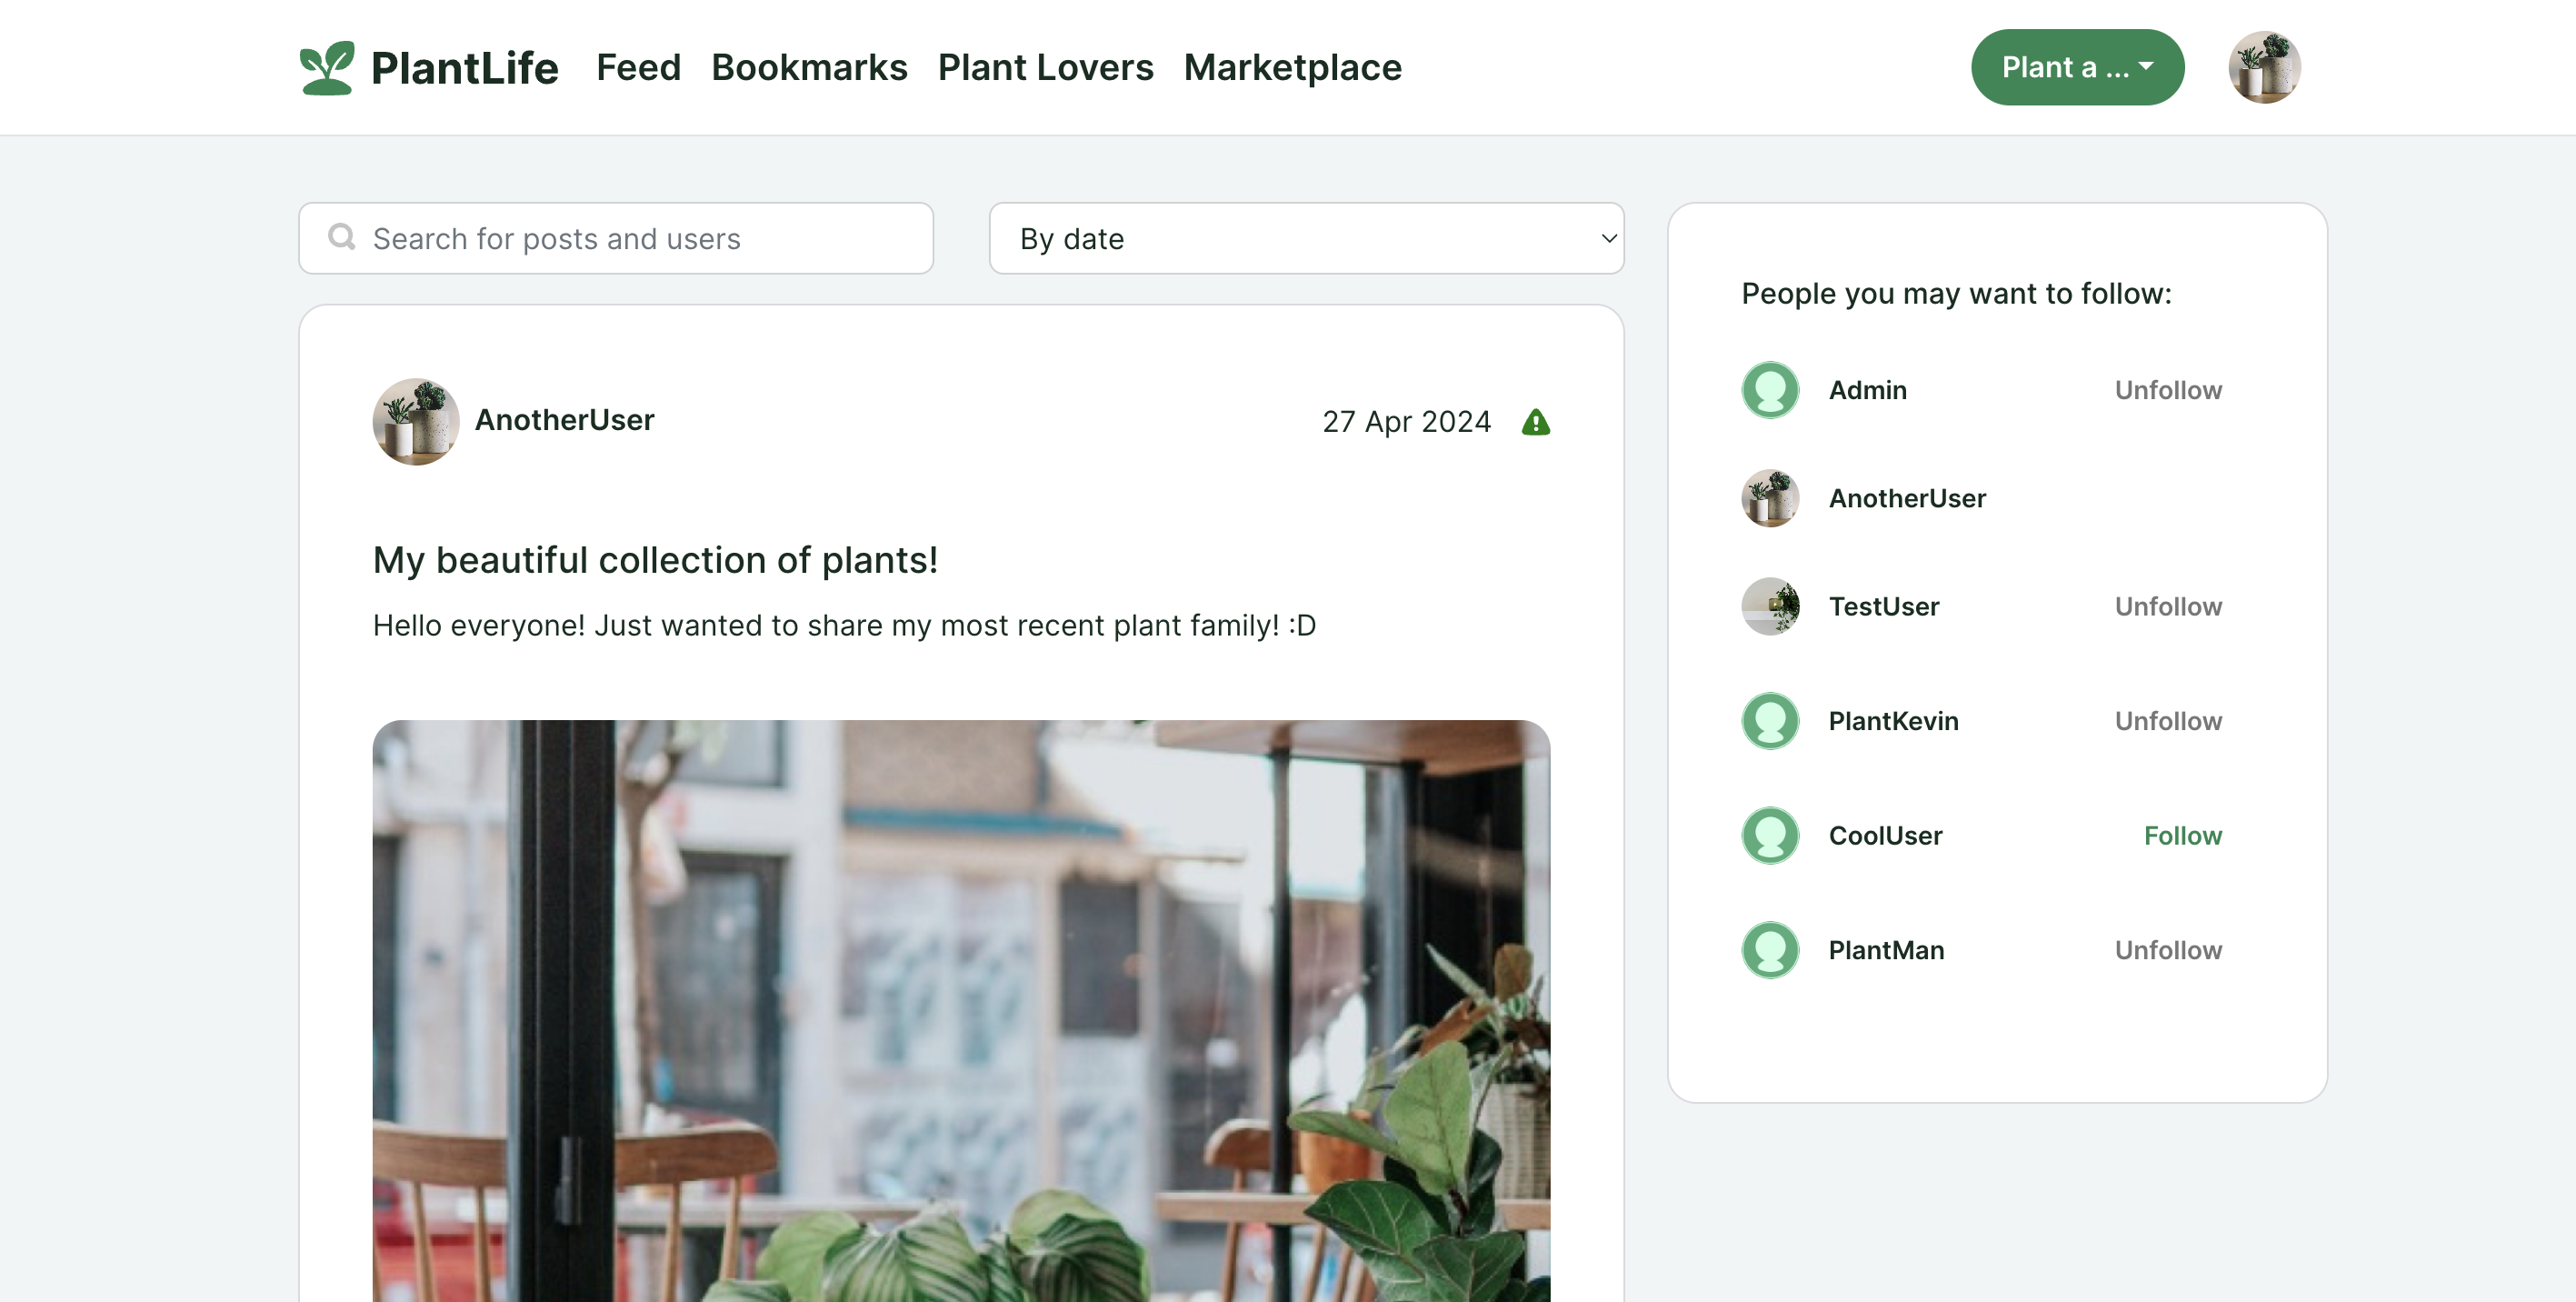 PlantLife Feed Bookmarks Plant Lovers Marketplace Plant a ...
Search for posts and users
By date
AnotherUser
27 Apr 2024
My beautiful collection of plants!
Hello everyone! Just wanted to share my most recent plant family! :D
People you may want to follow:
Admin Unfollow
AnotherUser
TestUser Unfollow
PlantKevin Unfollow
CoolUser Follow
PlantMan Unfollow